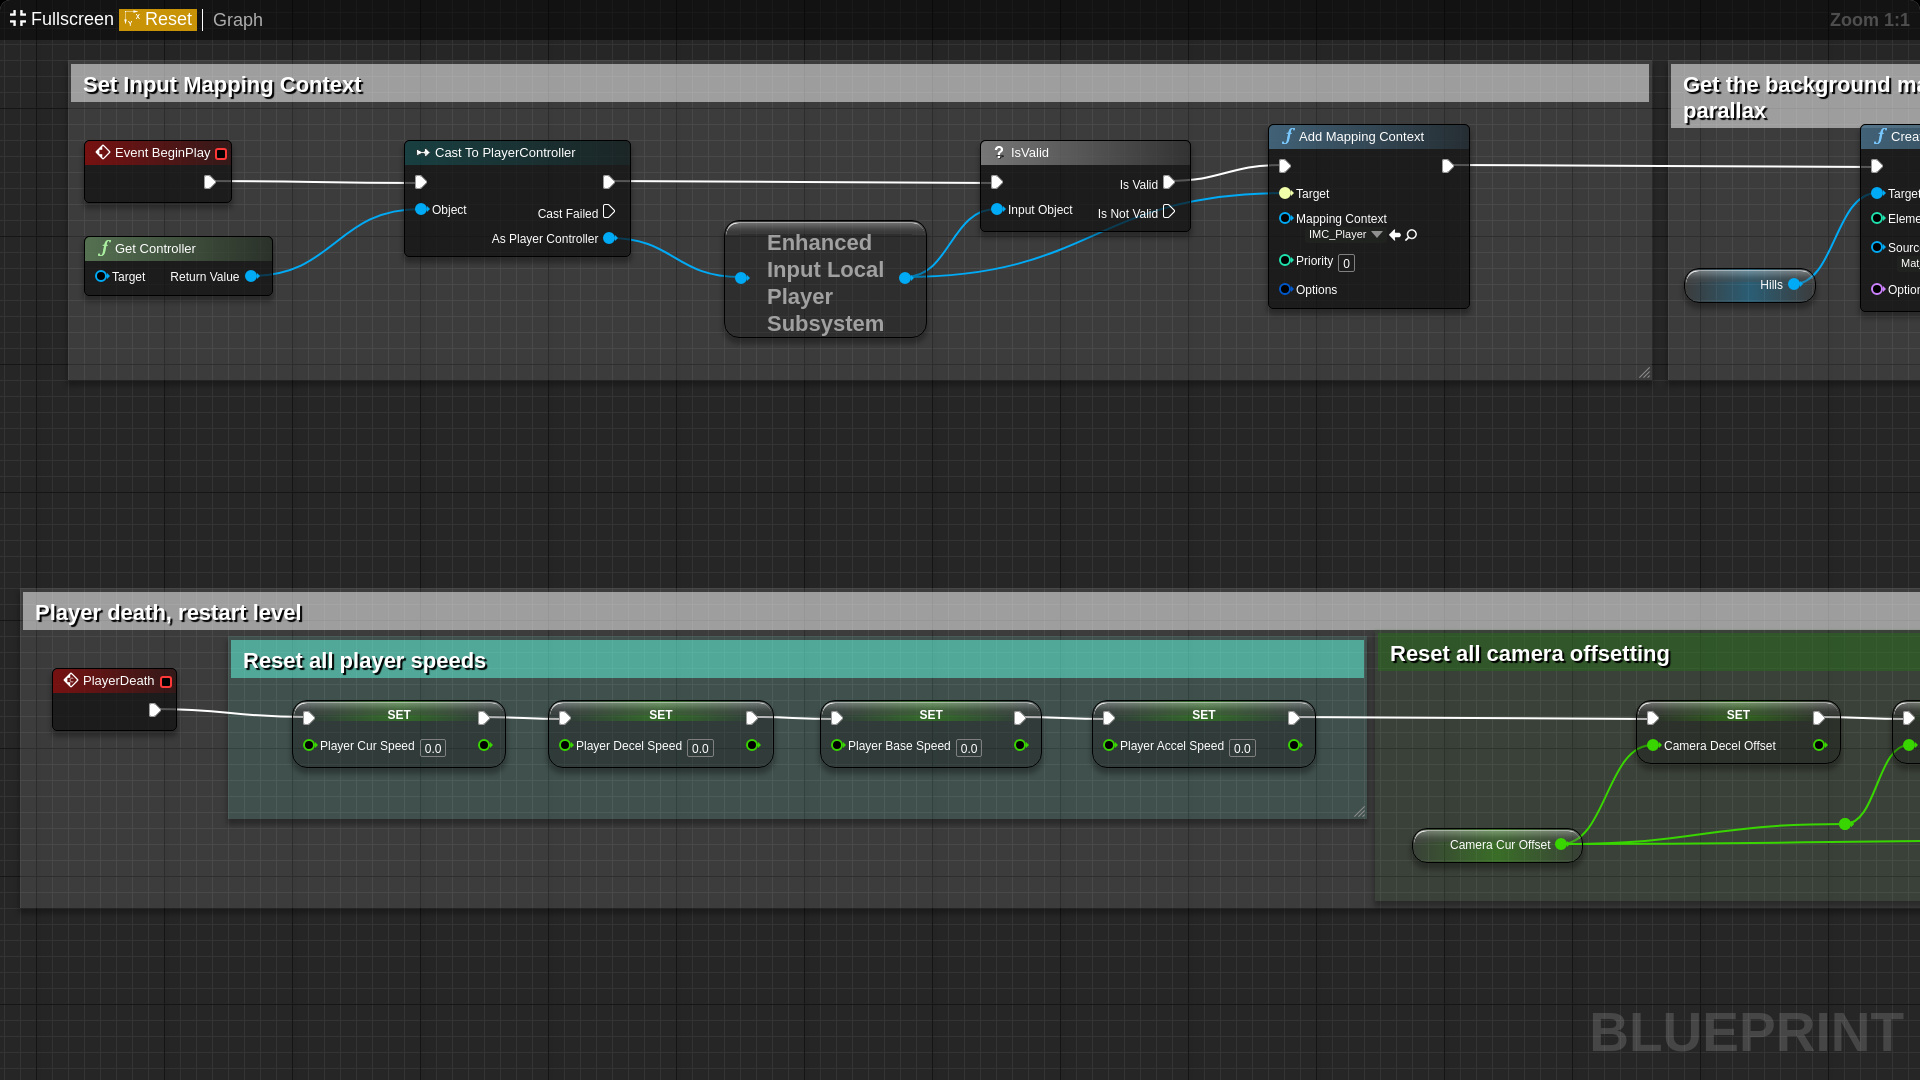 Fullscreen Reset Graph Zoom 1:1
Set Input Mapping Context
Get the background ma
parallax
Event BeginPlay
Cast To PlayerController
Object
Cast Failed
As Player Controller
Get Controller
Target Return Value
Enhanced
Input Local
Player
Subsystem
? IsValid
Is Valid
Input Object Is Not Valid
f Add Mapping Context
Target
Mapping Context
IMC_Player
Priority 0
Options
Hills
f Creat
Target
Eleme
Sourc
Mat
Option
Player death, restart level
PlayerDeath
Reset all player speeds
SET
Player Cur Speed 0.0
SET
Player Decel Speed 0.0
SET
Player Base Speed 0.0
SET
Player Accel Speed 0.0
Reset all camera offsetting
SET
Camera Decel Offset
Camera Cur Offset
BLUEPRINT